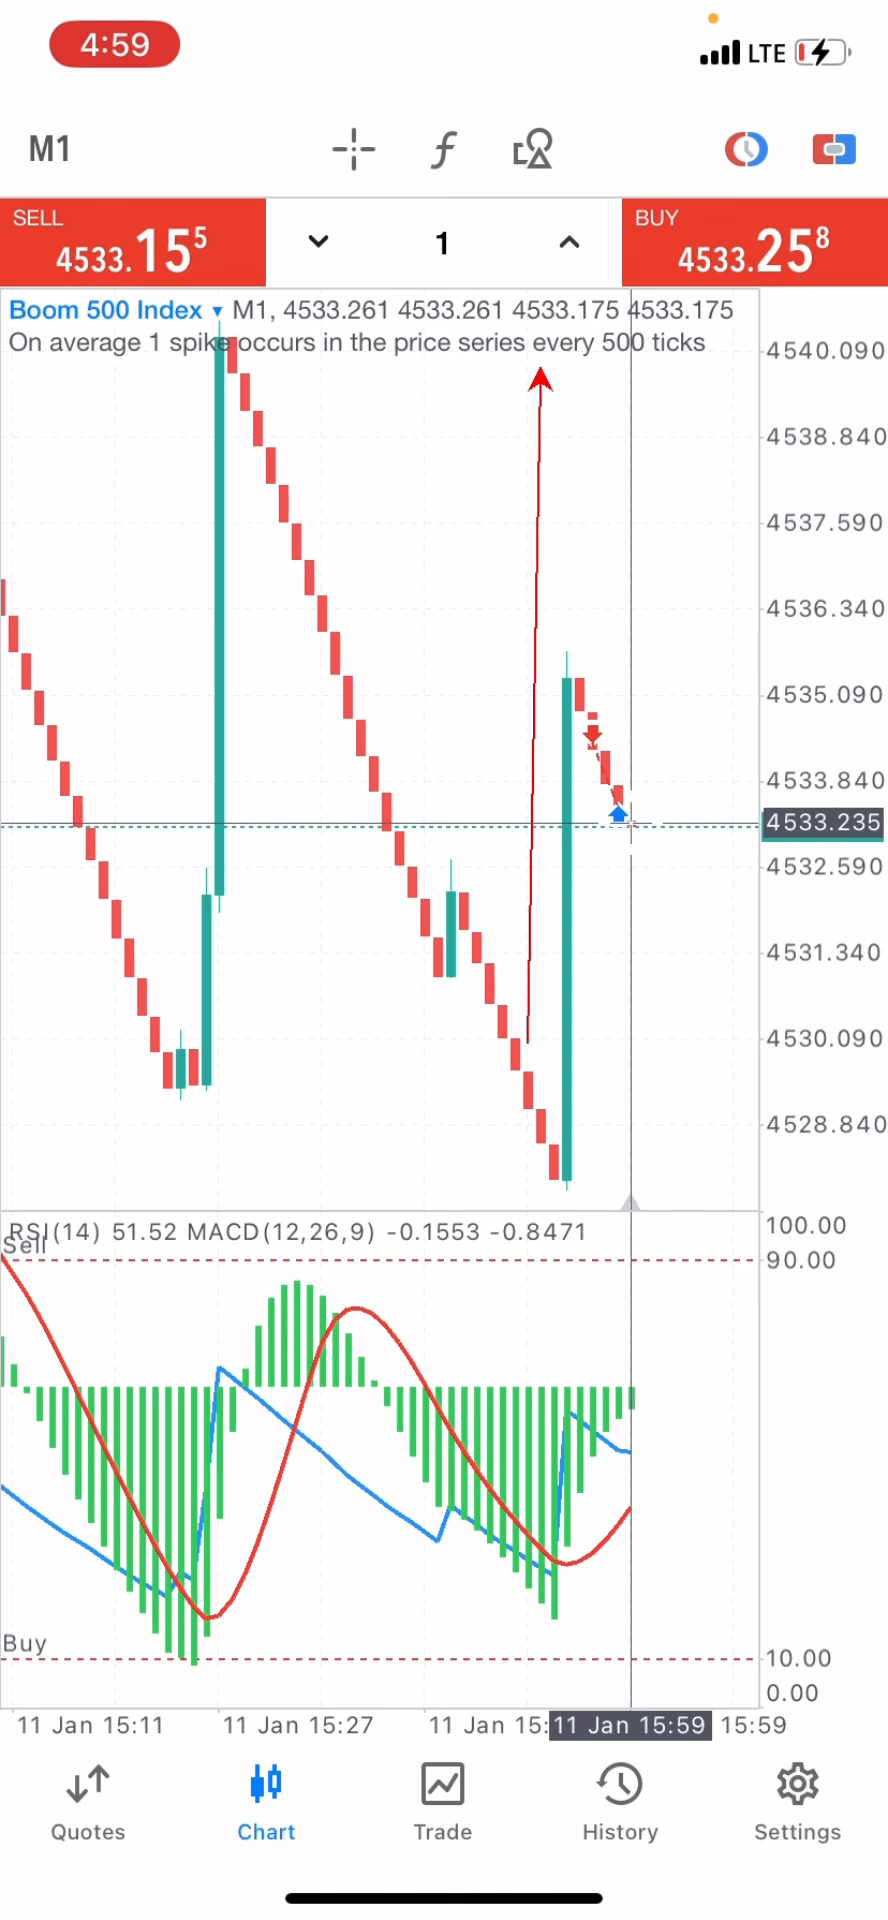 4:59
LTE
M1
SELL
4533.15 5
1
BUY
4533.25 8
Boom 500 Index ▾ M1, 4533.261 4533.261 4533.175 4533.175
On average 1 spike occurs in the price series every 500 ticks
4540.090
4538.840
4537.590
4536.340
4535.090
4533.840
4533.235
4532.590
4531.340
4530.090
4528.840
RSI(14) 51.52 MACD(12,26,9) -0.1553 -0.8471
100.00
Sell
90.00
Buy
10.00
0.00
11 Jan 15:11
11 Jan 15:27
11 Jan 15:
11 Jan 15:59
15:59
Quotes
Chart
Trade
History
Settings